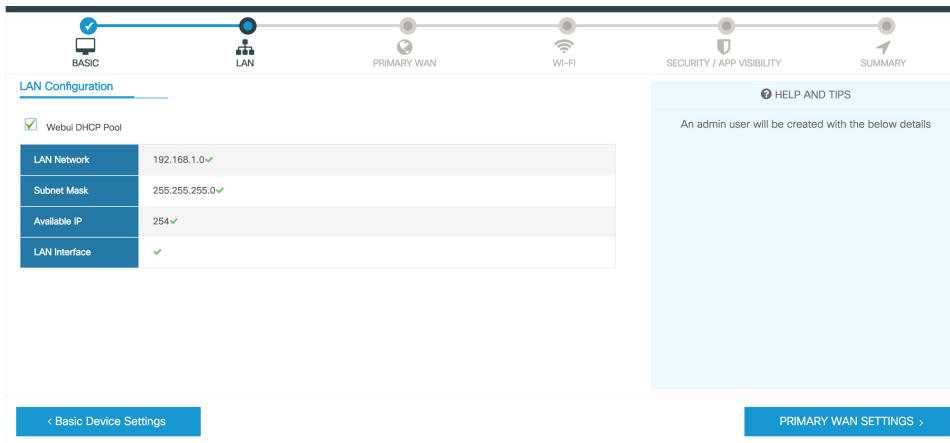 BASIC
LAN
PRIMARY WAN
WI-FI
SECURITY / APP VISIBILITY
SUMMARY
LAN Configuration
Webui DHCP Pool
LAN Network 192.168.1.0
Subnet Mask 255.255.255.0
Available IP 254
LAN Interface
HELP AND TIPS
An admin user will be created with the below details
< Basic Device Settings
PRIMARY WAN SETTINGS >